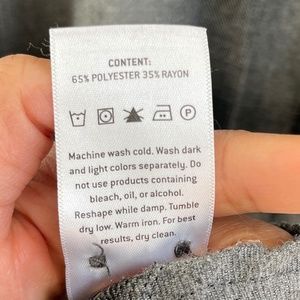 CONTENT:
65% POLYESTER 35% RAYON
P
Machine wash cold. Wash dark
and light colors separately. Do
not use products containing
bleach, oil, or alcohol.
Reshape while damp. Tumble
dry low. Warm iron. For best
results, dry clean.